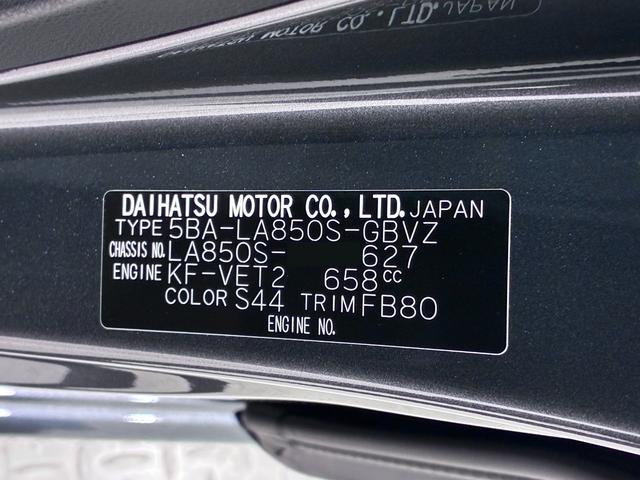 DAIHATSU MOTOR CO., LTD. JAPAN
TYPE 5BA-LA850S-GBVZ
CHASSIS NO. LA850S- 627
ENGINE KF-VET2 658cc
COLOR S44 TRIM FB80
ENGINE NO.